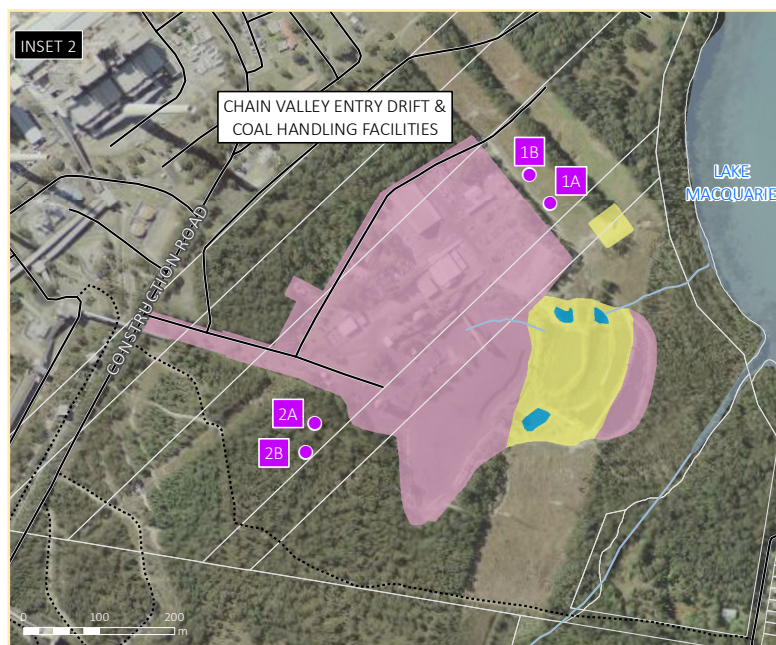 INSET 2
CHAIN VALLEY ENTRY DRIFT &
COAL HANDLING FACILITIES
1B
1A
LAKE
MACQUARIE
CONSTRUCTION ROAD
2A
2B
0 100 200
m